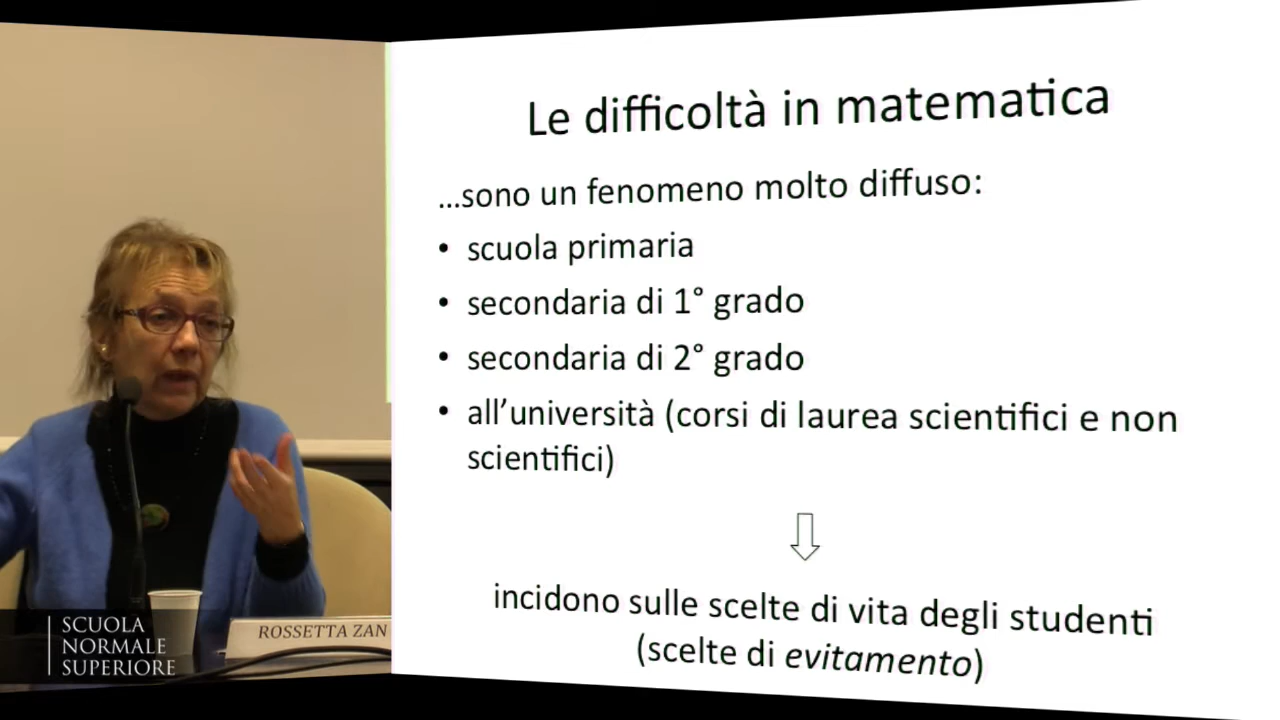 Le difficoltà in matematica
...sono un fenomeno molto diffuso:
• scuola primaria
• secondaria di 1° grado
• secondaria di 2° grado
• all’università (corsi di laurea scientifici e non
scientifici)
incidono sulle scelte di vita degli studenti
(scelte di evitamento)
ROSSETTA ZAN
SCUOLA
NORMALE
SUPERIORE